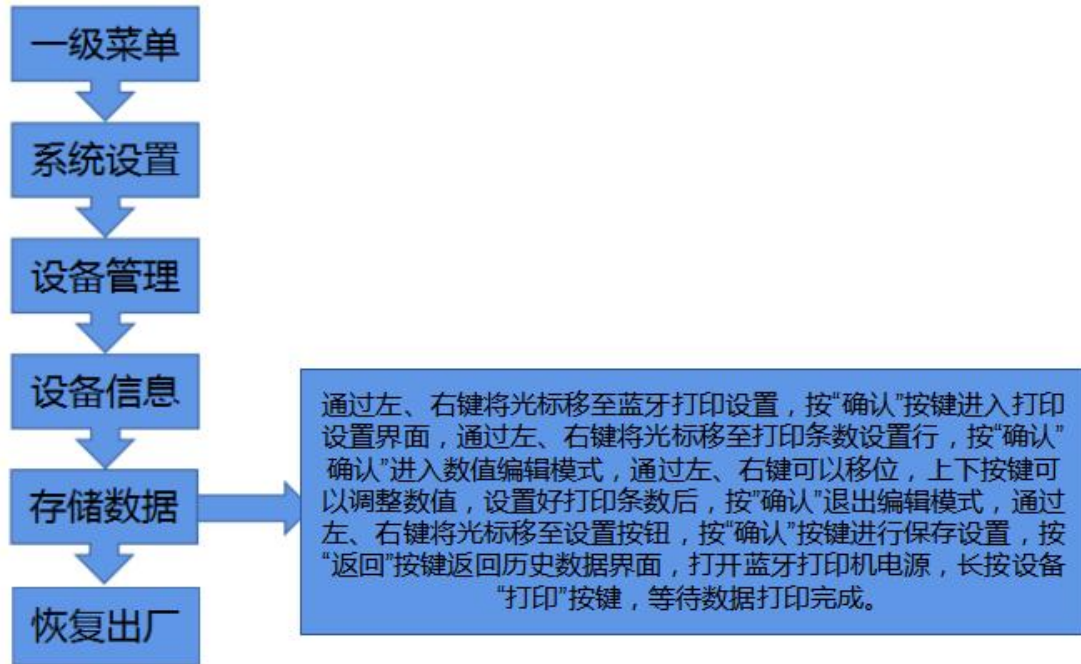 一级菜单
系统设置
设备管理
设备信息
存储数据
恢复出厂
通过左、右键将光标移至蓝牙打印设置，按“确认”按键进入打印
设置界面，通过左、右键将光标移至打印条数设置行，按“确认”
确认”进入数值编辑模式，通过左、右键可以移位，上下按键可
以调整数值，设置好打印条数后，按”确认”退出编辑模式，通过
左、右键将光标移至设置按钮，按“确认”按键进行保存设置，按
“返回”按键返回历史数据界面，打开蓝牙打印机电源，长按设备
“打印”按键，等待数据打印完成。